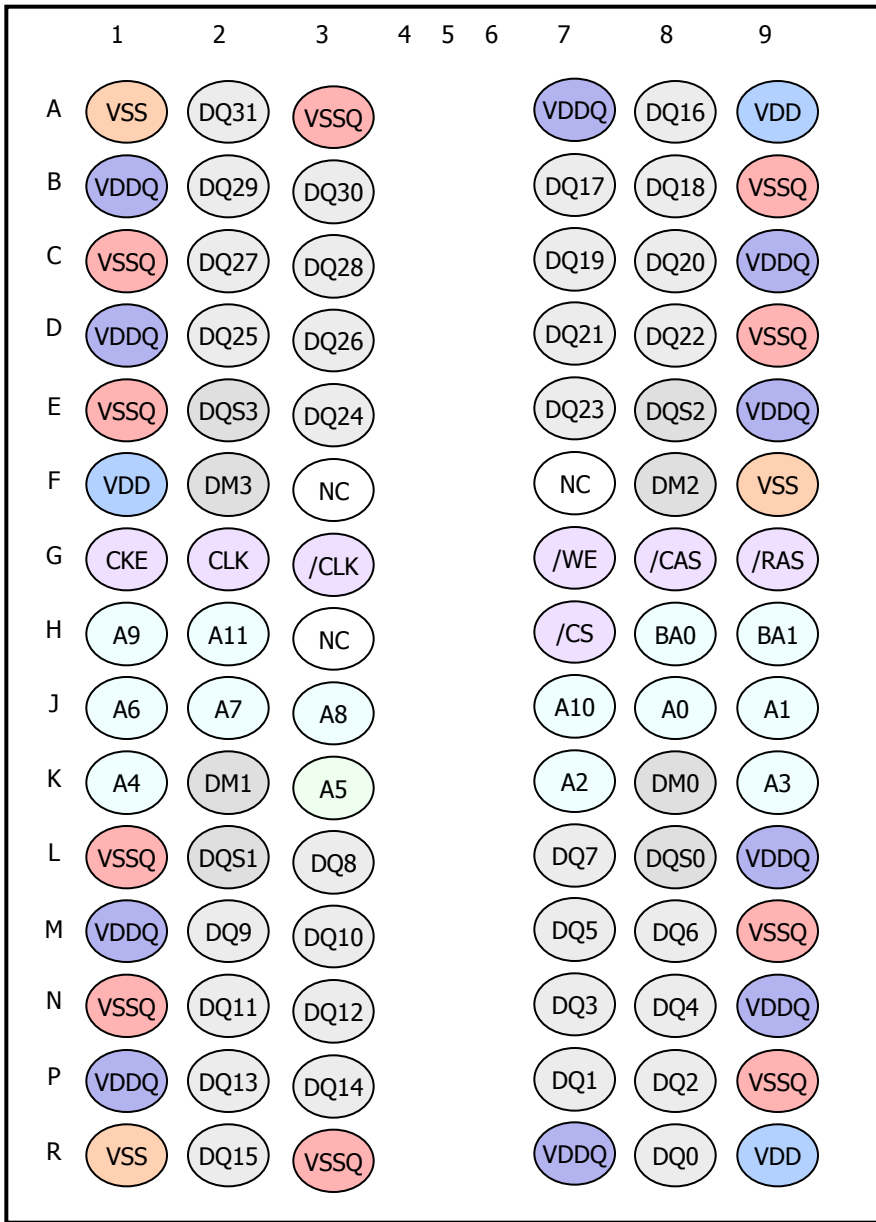 1 2 3 4 5 6 7 8 9
A VSS DQ31 VSSQ VDDQ DQ16 VDD
B VDDQ DQ29 DQ30 DQ17 DQ18 VSSQ
C VSSQ DQ27 DQ28 DQ19 DQ20 VDDQ
D VDDQ DQ25 DQ26 DQ21 DQ22 VSSQ
E VSSQ DQS3 DQ24 DQ23 DQS2 VDDQ
F VDD DM3 NC NC DM2 VSS
G CKE CLK /CLK /WE /CAS /RAS
H A9 A11 NC /CS BA0 BA1
J A6 A7 A8 A10 A0 A1
K A4 DM1 A5 A2 DM0 A3
L VSSQ DQS1 DQ8 DQ7 DQS0 VDDQ
M VDDQ DQ9 DQ10 DQ5 DQ6 VSSQ
N VSSQ DQ11 DQ12 DQ3 DQ4 VDDQ
P VDDQ DQ13 DQ14 DQ1 DQ2 VSSQ
R VSS DQ15 VSSQ VDDQ DQ0 VDD